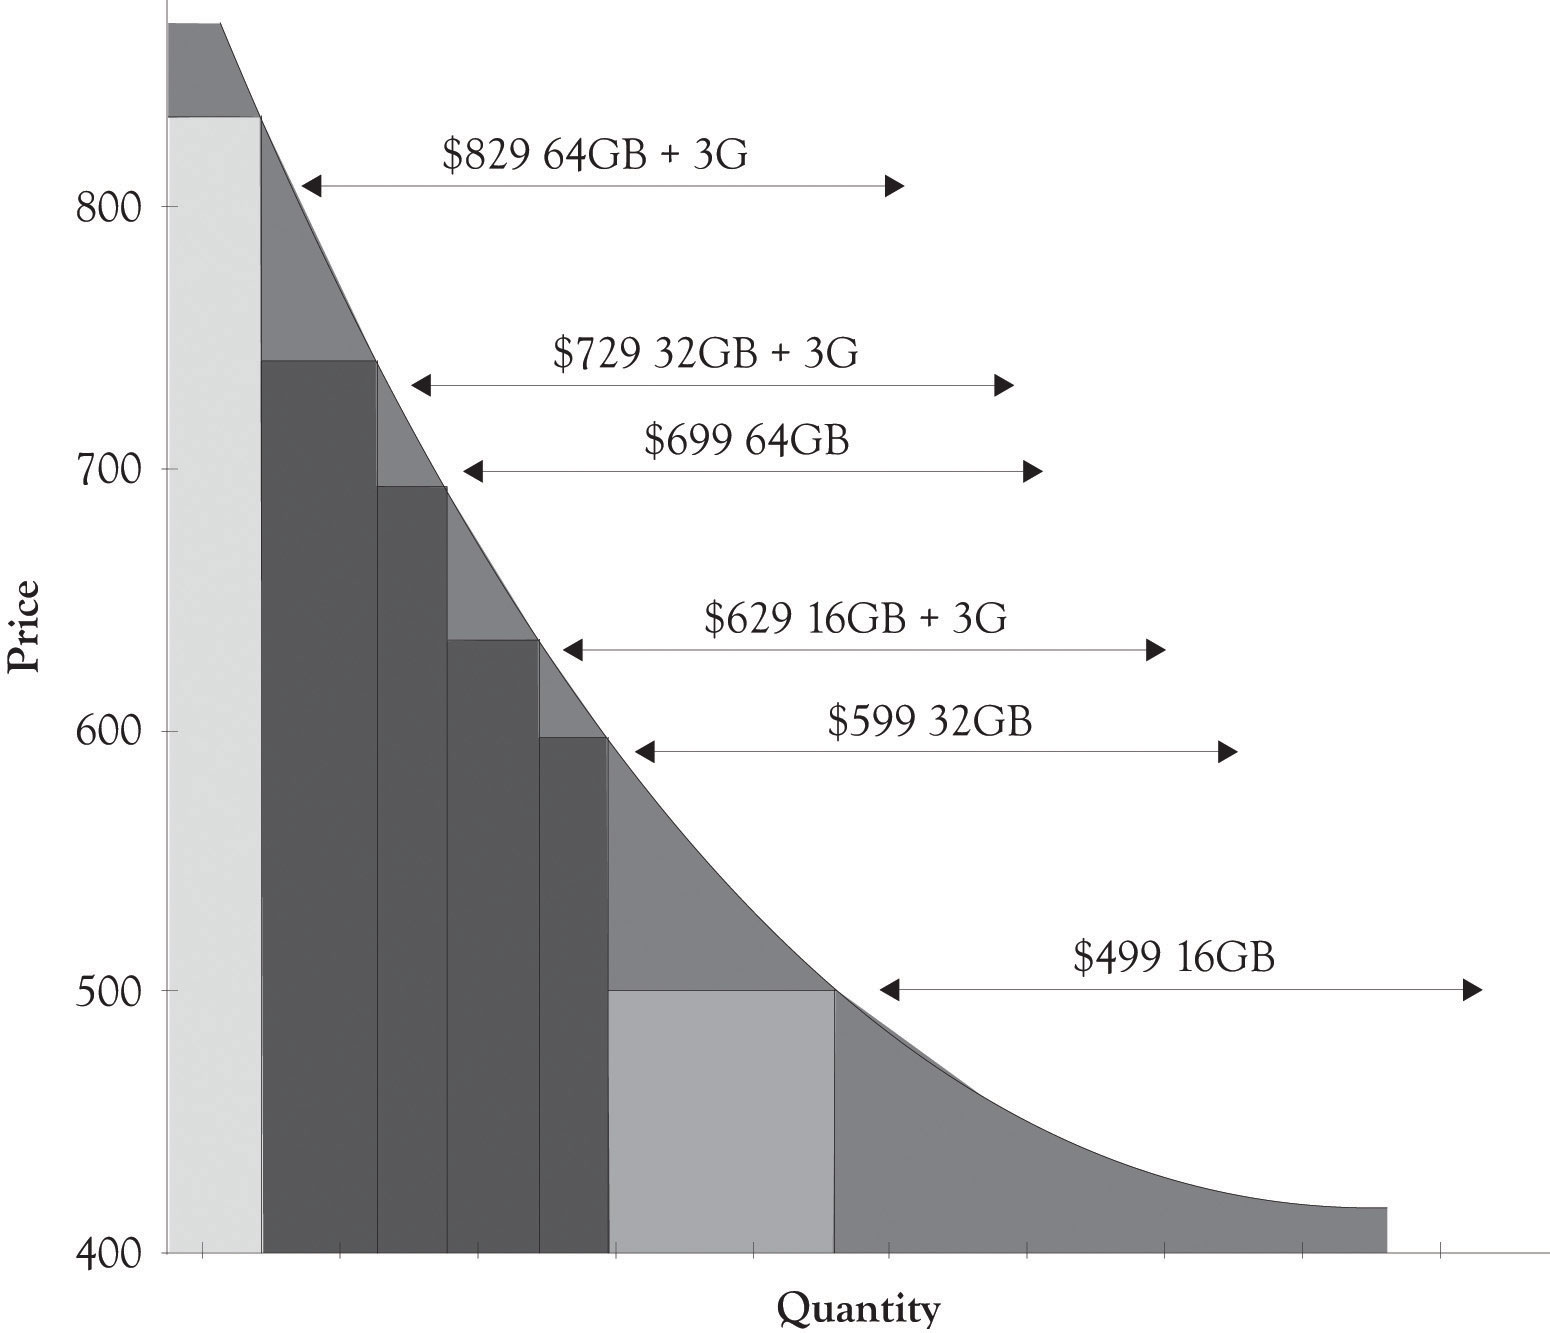 $829 64GB + 3G
800
$729 32GB + 3G
$699 64GB
700
$629 16GB + 3G
Price
$599 32GB
600
$499 16GB
500
400
Quantity